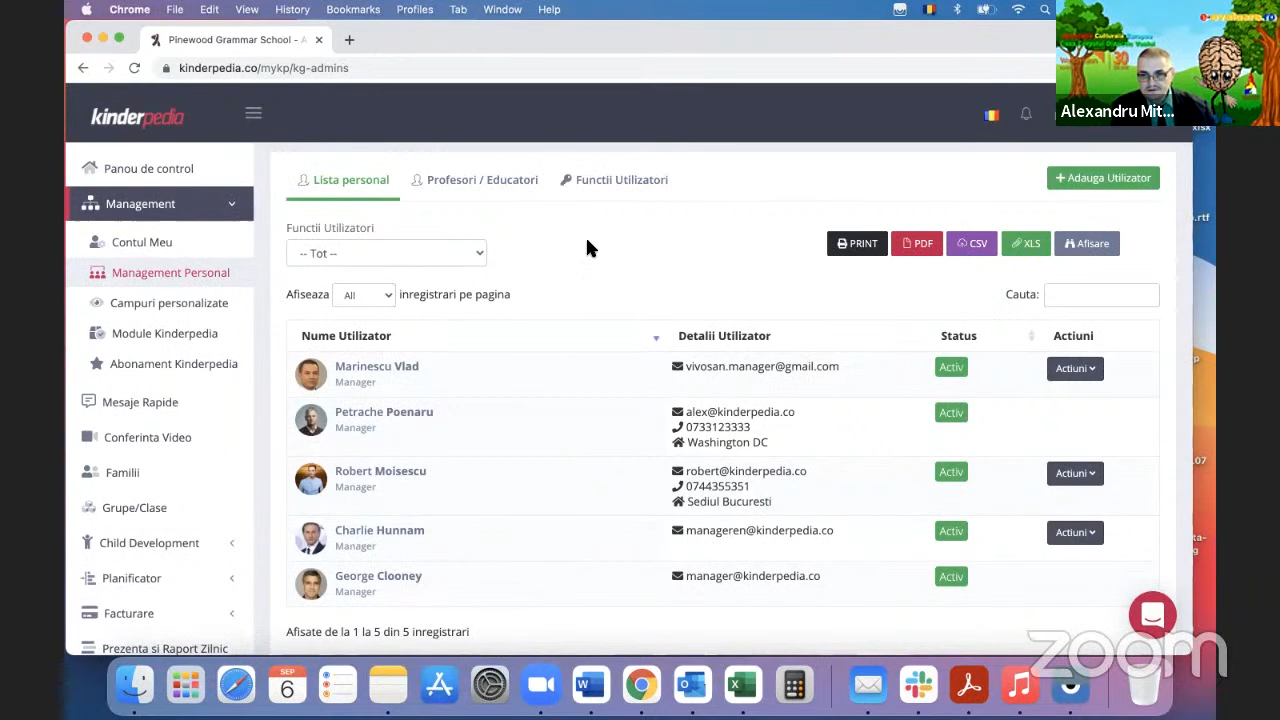 Chrome File Edit View History Bookmarks Profiles Tab Window Help
Pinewood Grammar School - A
kinderpedia.co/mykp/kg-admins
Alexandru Mit...
xlsx
kinderpedia
Panou de control
Management
Contul Meu
Management Personal
Campuri personalizate
Module Kinderpedia
Abonament Kinderpedia
Mesaje Rapide
Conferinta Video
Familii
Grupe/Clase
Child Development
Planificator
Facturare
Prezenta si Raport Zilnic
Lista personal Profesori / Educatori Functii Utilizatori
Adauga Utilizator
Functii Utilizatori
-- Tot --
PRINT PDF CSV XLS Afisare
Afiseaza All inregistrari pe pagina
Cauta:
Nume Utilizator Detalii Utilizator Status Actiuni
Marinescu Vlad vivosan.manager@gmail.com Activ Actiuni
Manager
Petrache Poenaru alex@kinderpedia.co Activ
Manager 0733123333
Washington DC
Robert Moisescu robert@kinderpedia.co Activ Actiuni
Manager 0744355351
Sediul Bucuresti
Charlie Hunnam manageren@kinderpedia.co Activ Actiuni
Manager
George Clooney manager@kinderpedia.co Activ
Manager
Afisate de la 1 la 5 din 5 inregistrari
.rtf
.07
zoom
SEP
6